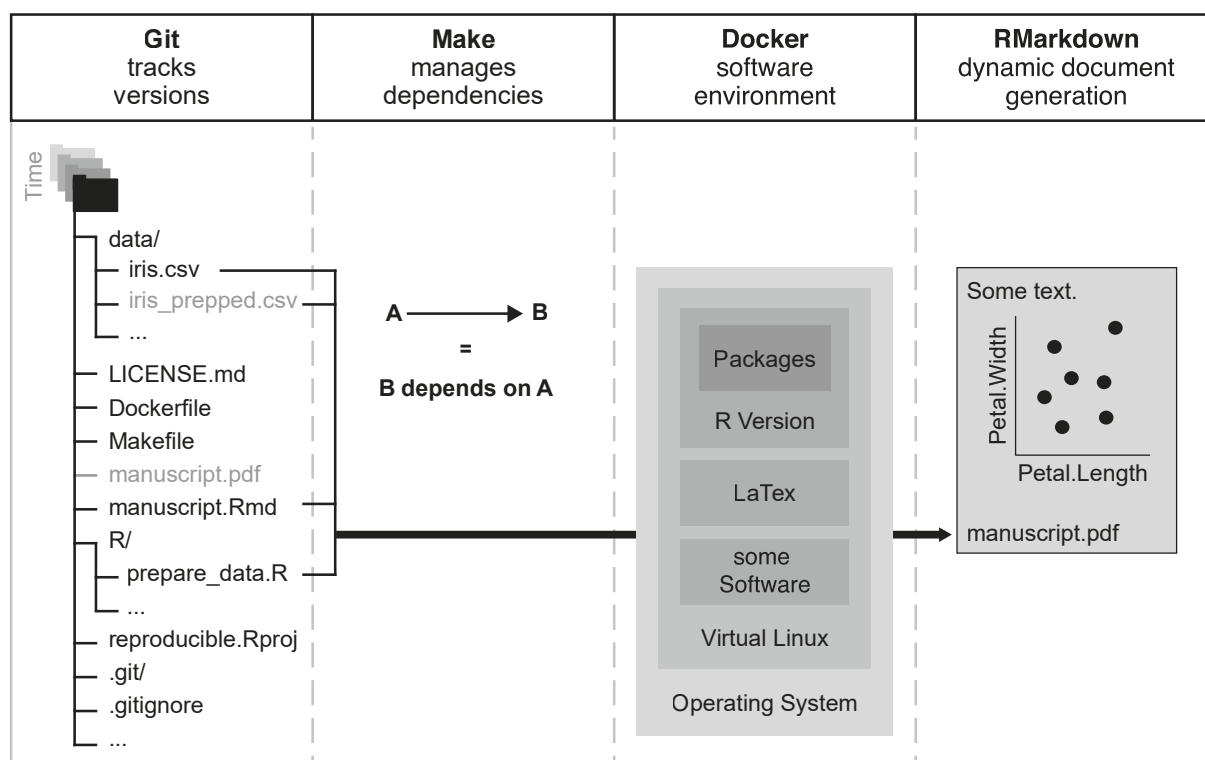 Git
tracks
versions
Make
manages
dependencies
Docker
software
environment
RMarkdown
dynamic document
generation
Time
data/
iris.csv
iris_prepped.csv
...
LICENSE.md
Dockerfile
Makefile
manuscript.pdf
manuscript.Rmd
R/
prepare_data.R
...
reproducible.Rproj
.git/
.gitignore
...
A B
=
B depends on A
Packages
R Version
LaTex
some
Software
Virtual Linux
Operating System
Some text.
Petal.Width
Petal.Length
manuscript.pdf